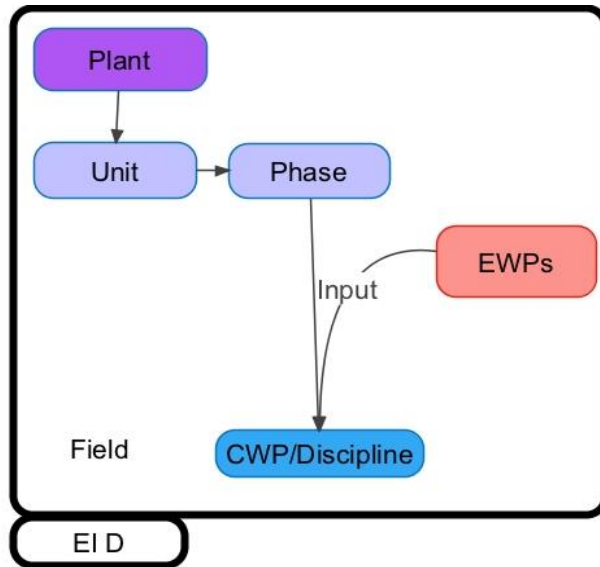 Plant
Unit
Phase
EWPs
Input
Field
CWP/Discipline
EI D